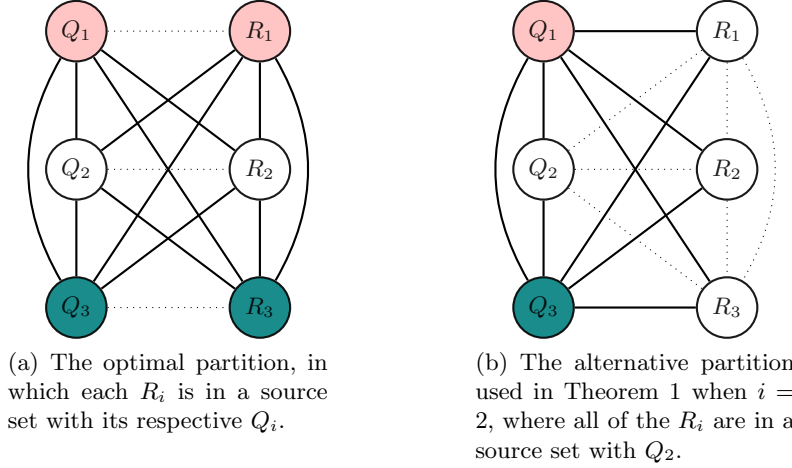 Q1 R1
Q2 R2
Q3 R3
(a) The optimal partition, in
which each Ri is in a source
set with its respective Qi.
Q1 R1
Q2 R2
Q3 R3
(b) The alternative partition
used in Theorem 1 when i =
2, where all of the Ri are in a
source set with Q2.